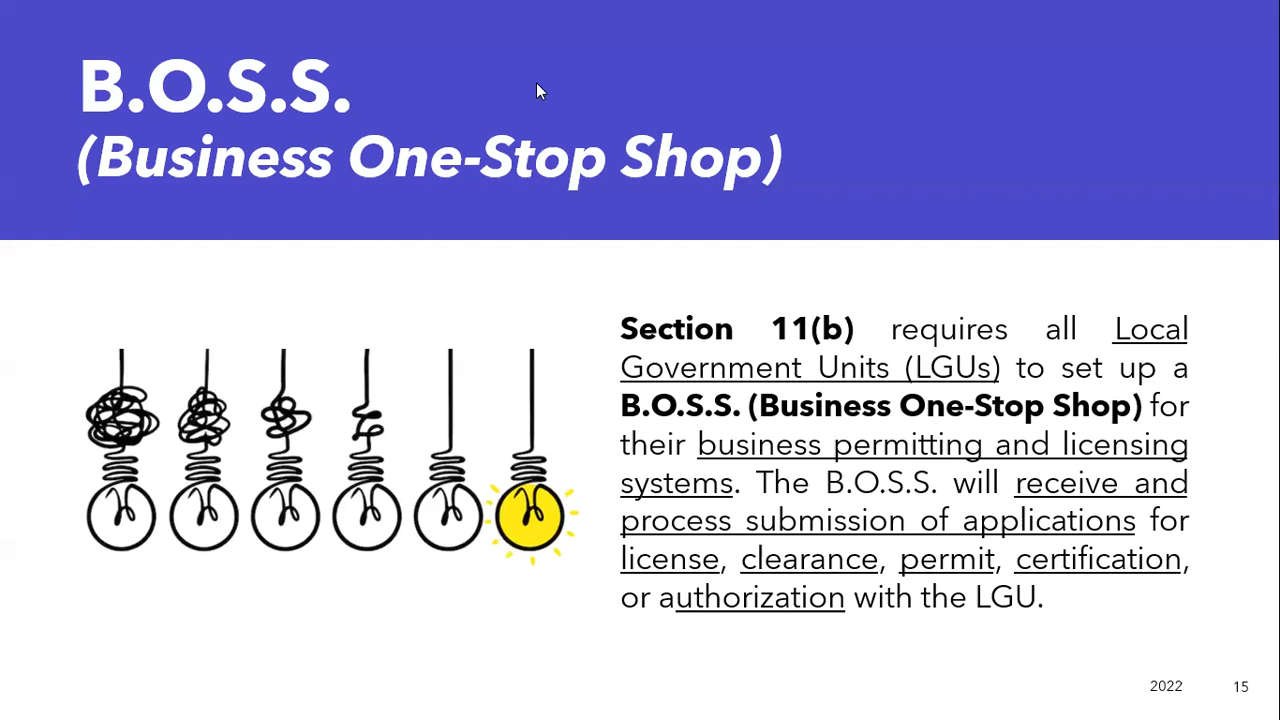 B.O.S.S.
(Business One-Stop Shop)
Section 11(b) requires all Local
Government Units (LGUs) to set up a
B.O.S.S. (Business One-Stop Shop) for
their business permitting and licensing
systems. The B.O.S.S. will receive and
process submission of applications for
license, clearance, permit, certification,
or authorization with the LGU.
2022 15